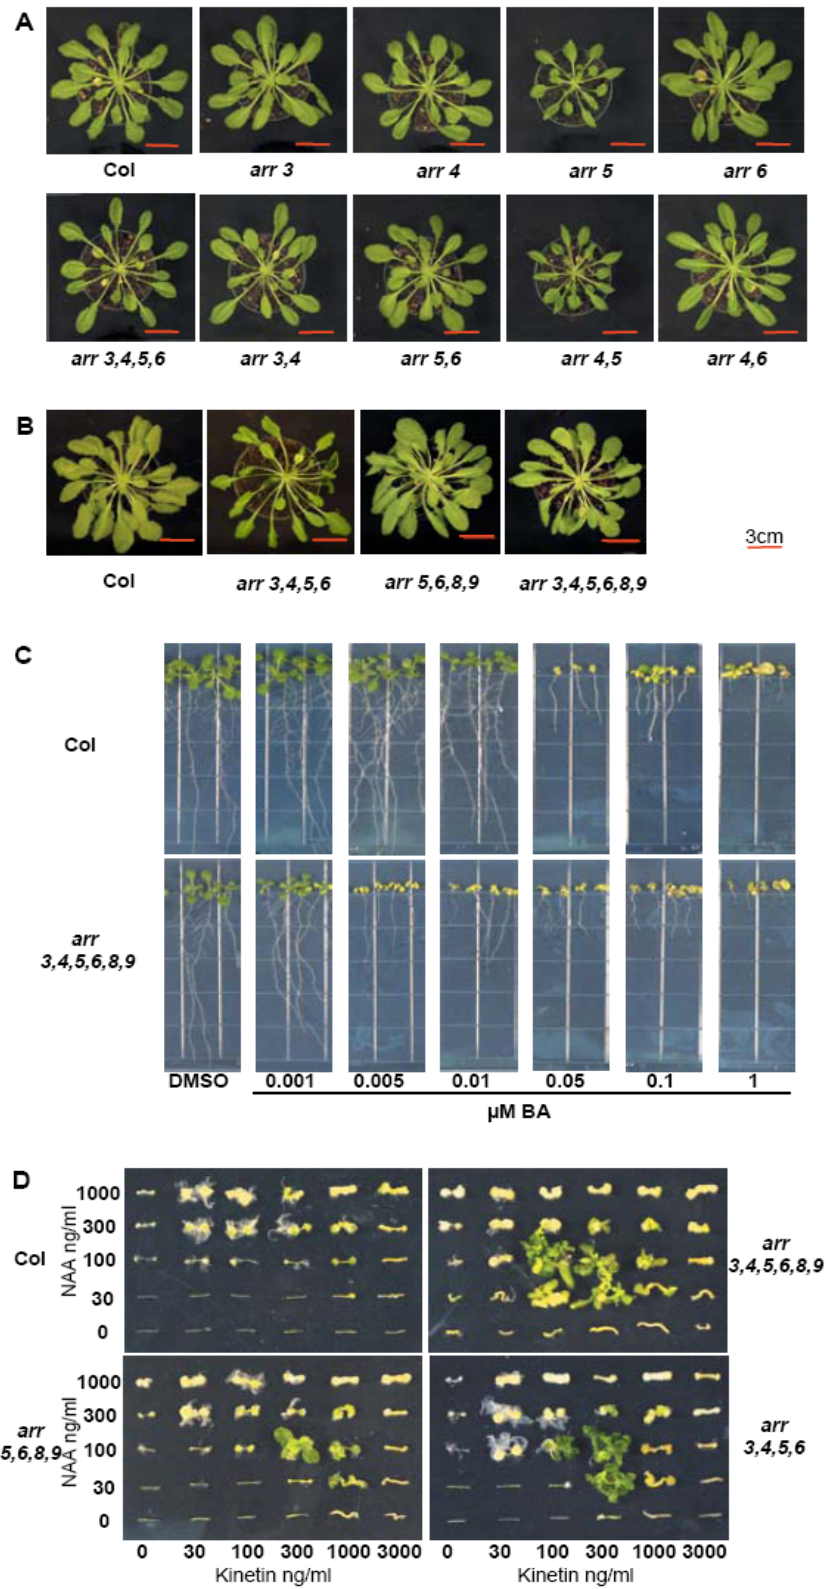 A
Col arr 3 arr 4 arr 5 arr 6
arr 3,4,5,6 arr 3,4 arr 5,6 arr 4,5 arr 4,6
B
3cm
Col arr 3,4,5,6 arr 5,6,8,9 arr 3,4,5,6,8,9
C
Col
arr
3,4,5,6,8,9
DMSO 0.001 0.005 0.01 0.05 0.1 1
µM BA
D
Col
NAA ng/ml
1000
300
100
30
0
arr
3,4,5,6,8,9
arr
5,6,8,9
NAA ng/ml
1000
300
100
30
0
arr
3,4,5,6
0 30 100 300 1000 3000 0 30 100 300 1000 3000
Kinetin ng/ml Kinetin ng/ml